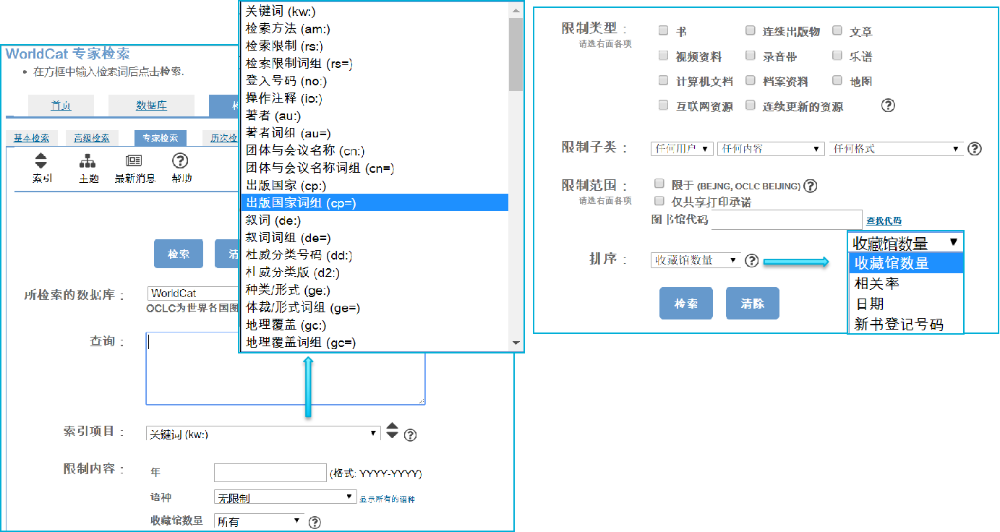 WorldCat 专家检索
在方框中输入检索词后点击检索.
首页
数据库
基本检索
高级检索
专家检索
历次检
索引
主题
最新消息
帮助
检索
清
所检索的数据库：
WorldCat
OCLC为世界各国图
查询：
索引项目：
关键词 (kw:)
限制内容：
年
(格式: YYYY-YYYY)
语种
无限制
显示所有的语种
收藏馆数量
所有
关键词 (kw:)
检索方法 (am:)
检索限制 (rs:)
检索限制词组 (rs=)
登入号码 (no:)
操作注释 (io:)
著者 (au:)
著者词组 (au=)
团体与会议名称 (cn:)
团体与会议名称词组 (cn=)
出版国家 (cp:)
出版国家词组 (cp=)
叙词 (de:)
叙词词组 (de=)
杜威分类号码 (dd:)
杜威分类版 (d2:)
种类/形式 (ge:)
体裁/形式词组 (ge=)
地理覆盖 (gc:)
地理覆盖词组 (gc=)
限制类型：
请选右面各项
书
连续出版物
文章
视频资料
录音带
乐谱
计算机文档
档案资料
地图
互联网资源
连续更新的资源
限制子类：
任何用户
任何内容
任何格式
限制范围：
请选右面各项
限于 (BEJNG, OCLC BEIJING)
仅共享打印承诺
图书馆代码
查找代码
排序：
收藏馆数量
检索
清除
收藏馆数量
收藏馆数量
相关率
日期
新书登记号码